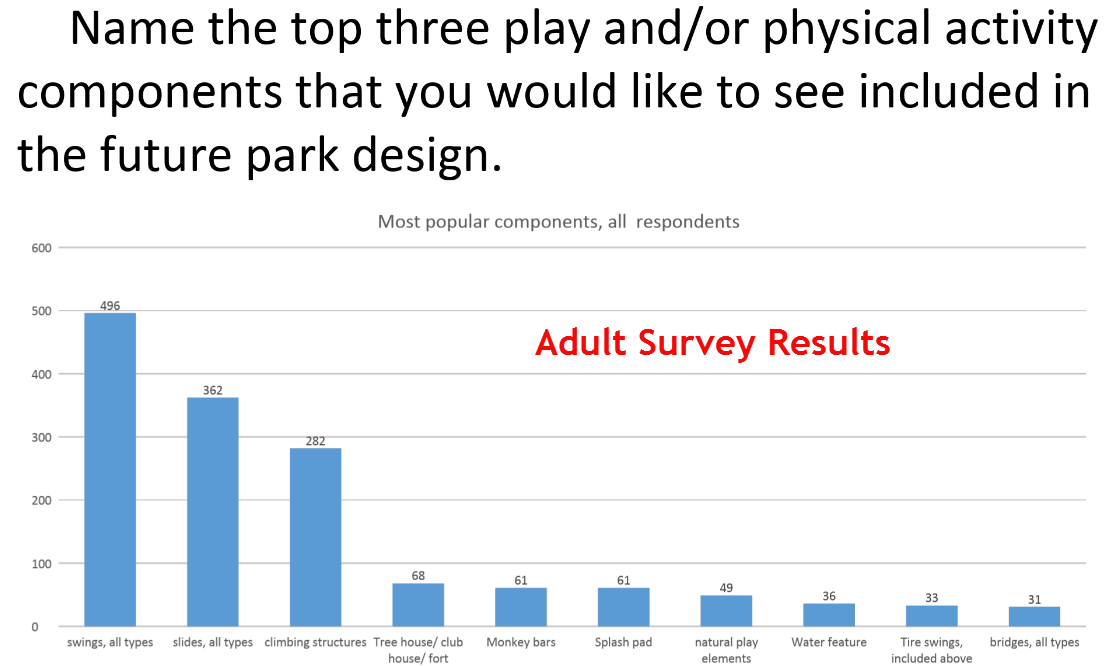 Name the top three play and/or physical activity
components that you would like to see included in
the future park design.
Most popular components, all respondents
600
500
400
300
200
100
0
Adult Survey Results
496
362
282
68
61
61
49
36
33
31
swings, all types
slides, all types
climbing structures
Tree house/ club
house/ fort
Monkey bars
Splash pad
natural play
elements
Water feature
Tire swings,
included above
bridges, all types